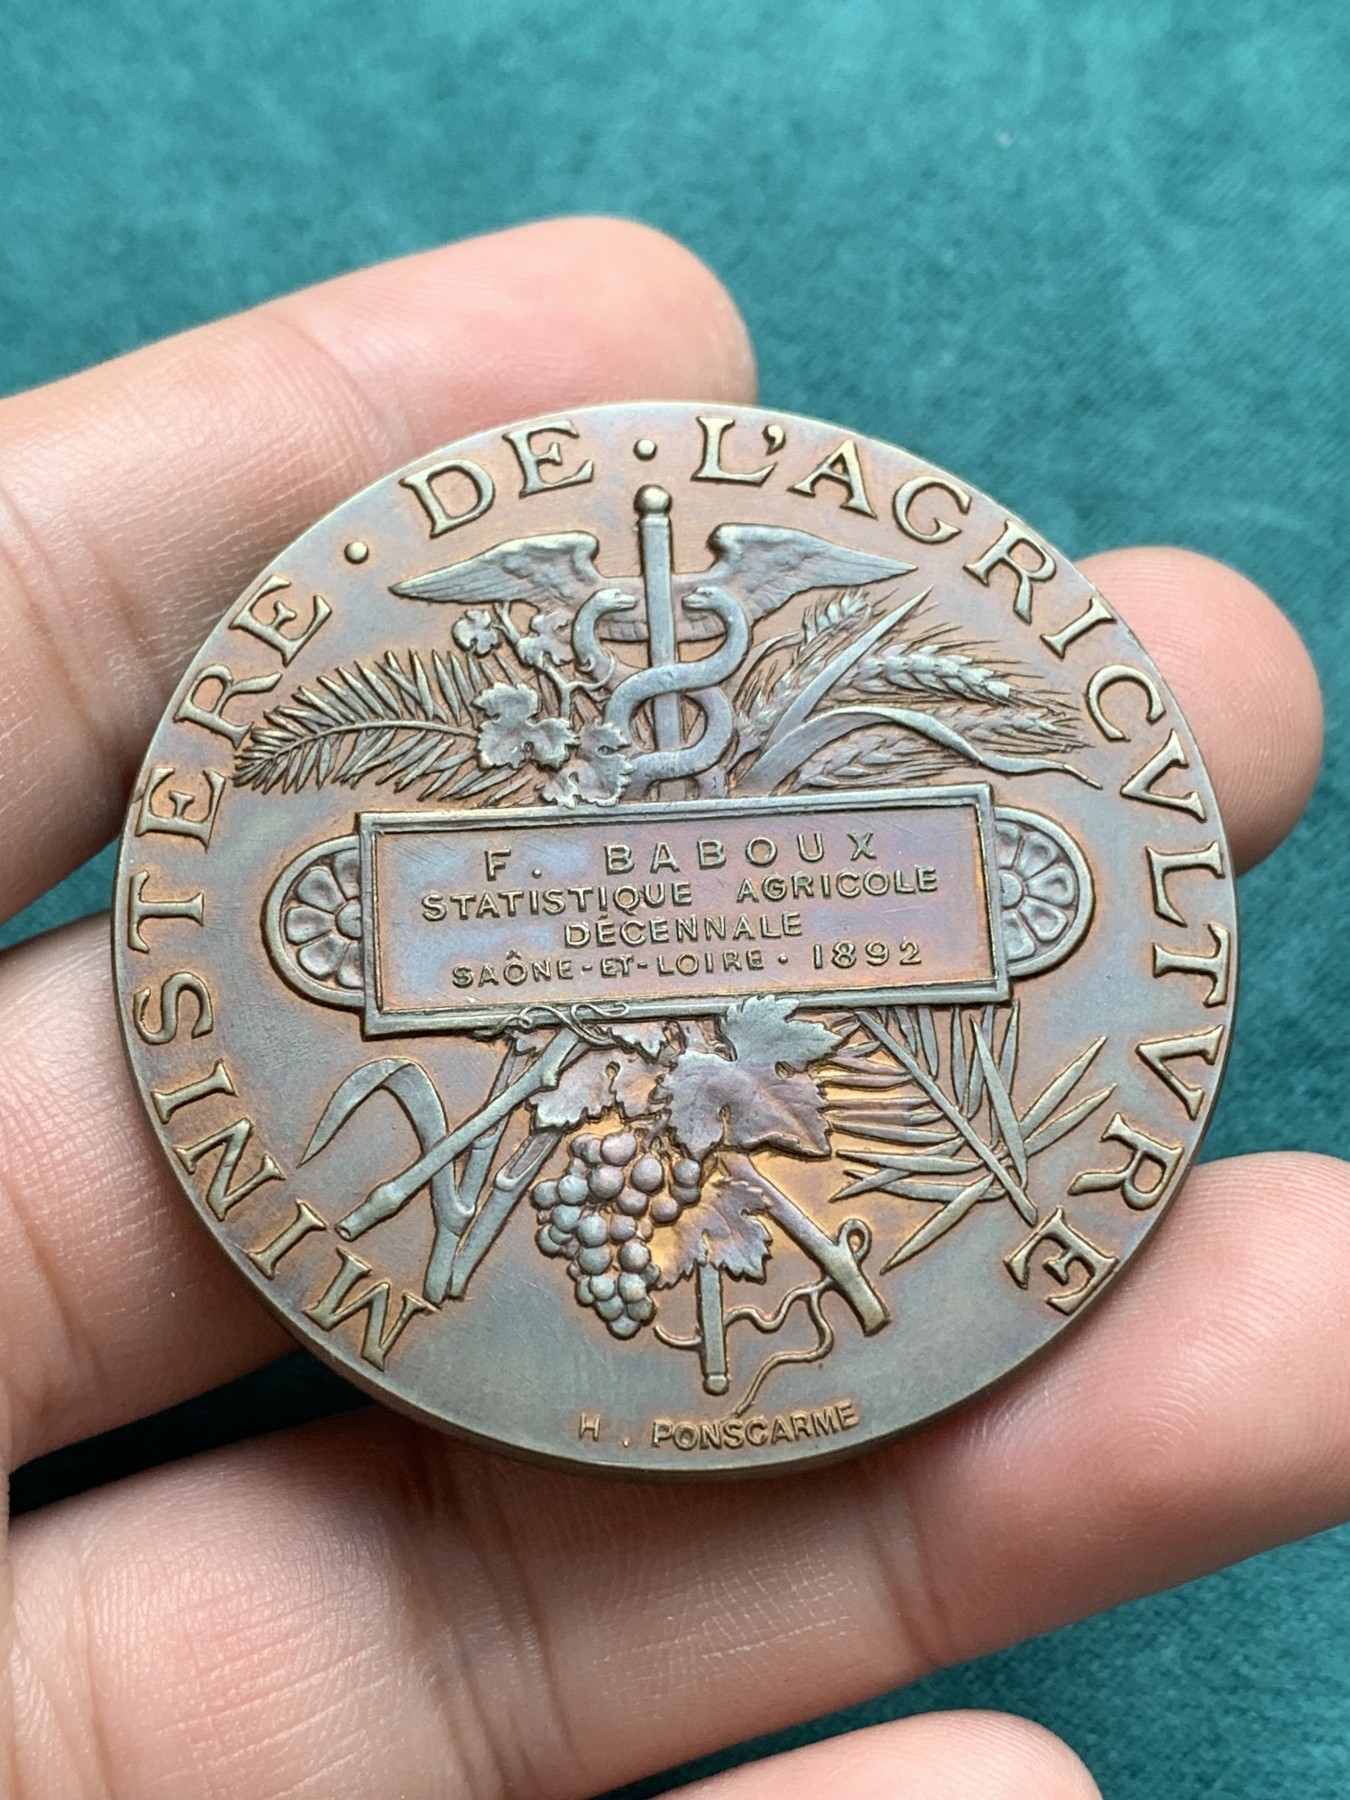 MINISTERE · DE · L'AGRICVLTVRE
F. BABOUX
STATISTIQUE AGRICOLE
DÉCENNALE
SAÔNE-ET-LOIRE · 1892
H. PONSCARME